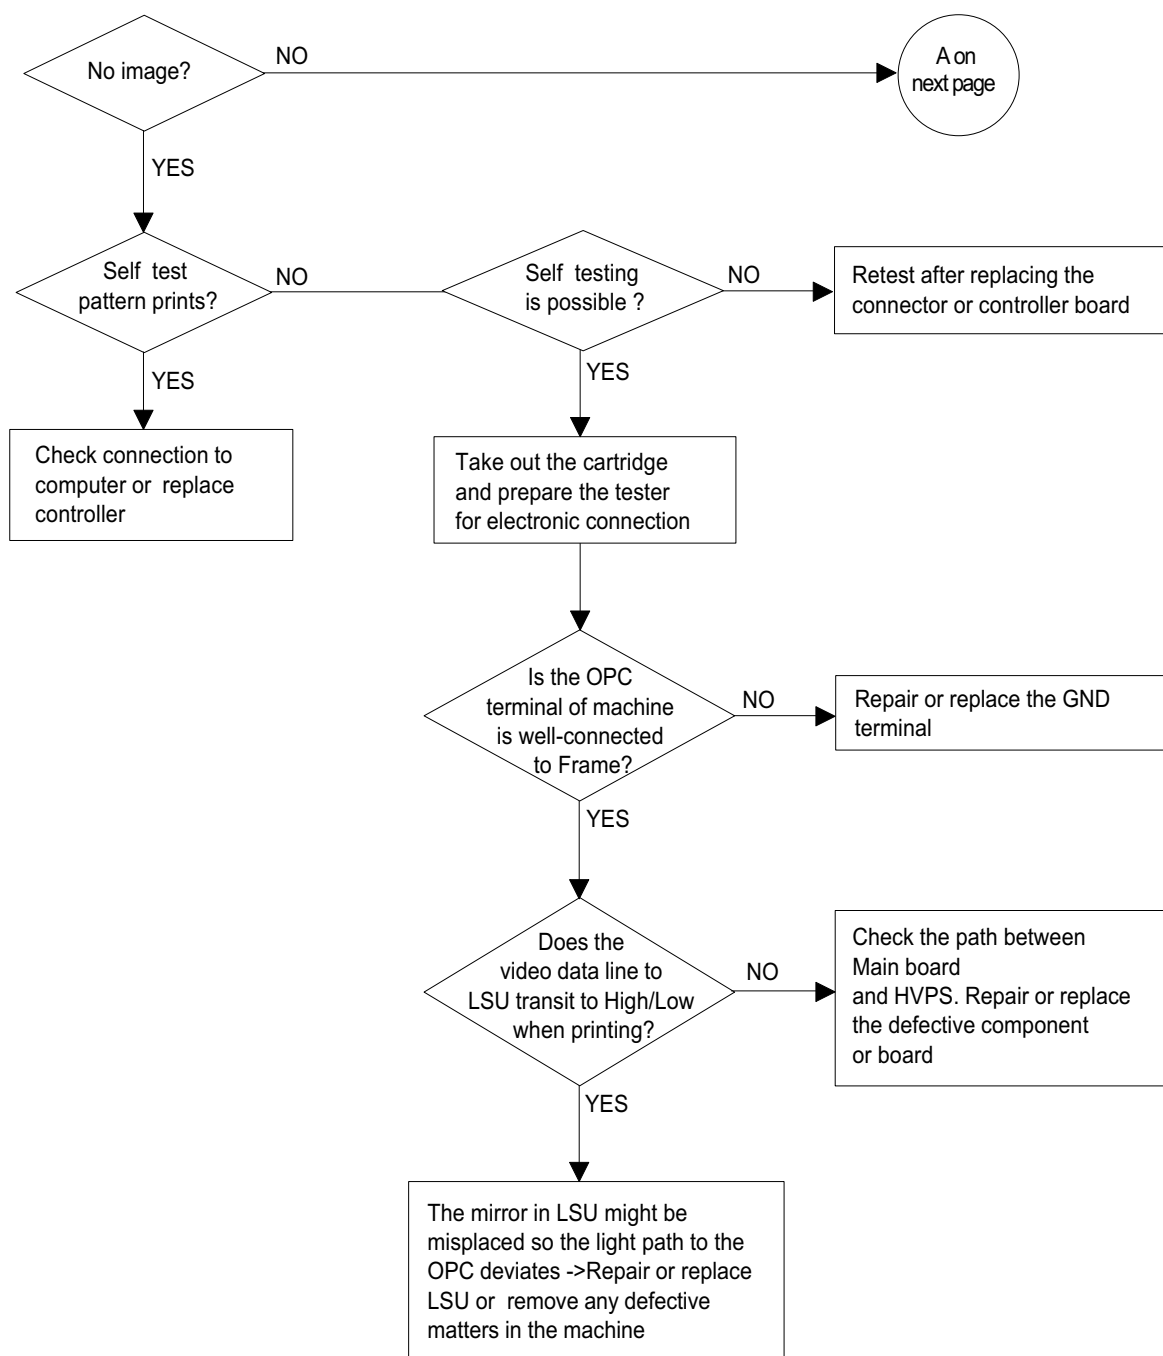 No image?
NO
A on
next page
YES
Self test
pattern prints?
NO
Self testing
is possible ?
NO
Retest after replacing the
connector or controller board
YES
YES
Check connection to
computer or replace
controller
Take out the cartridge
and prepare the tester
for electronic connection
Is the OPC
terminal of machine
is well-connected
to Frame?
NO
Repair or replace the GND
terminal
YES
Does the
video data line to
LSU transit to High/Low
when printing?
NO
Check the path between
Main board
and HVPS. Repair or replace
the defective component
or board
YES
The mirror in LSU might be
misplaced so the light path to the
OPC deviates ->Repair or replace
LSU or remove any defective
matters in the machine